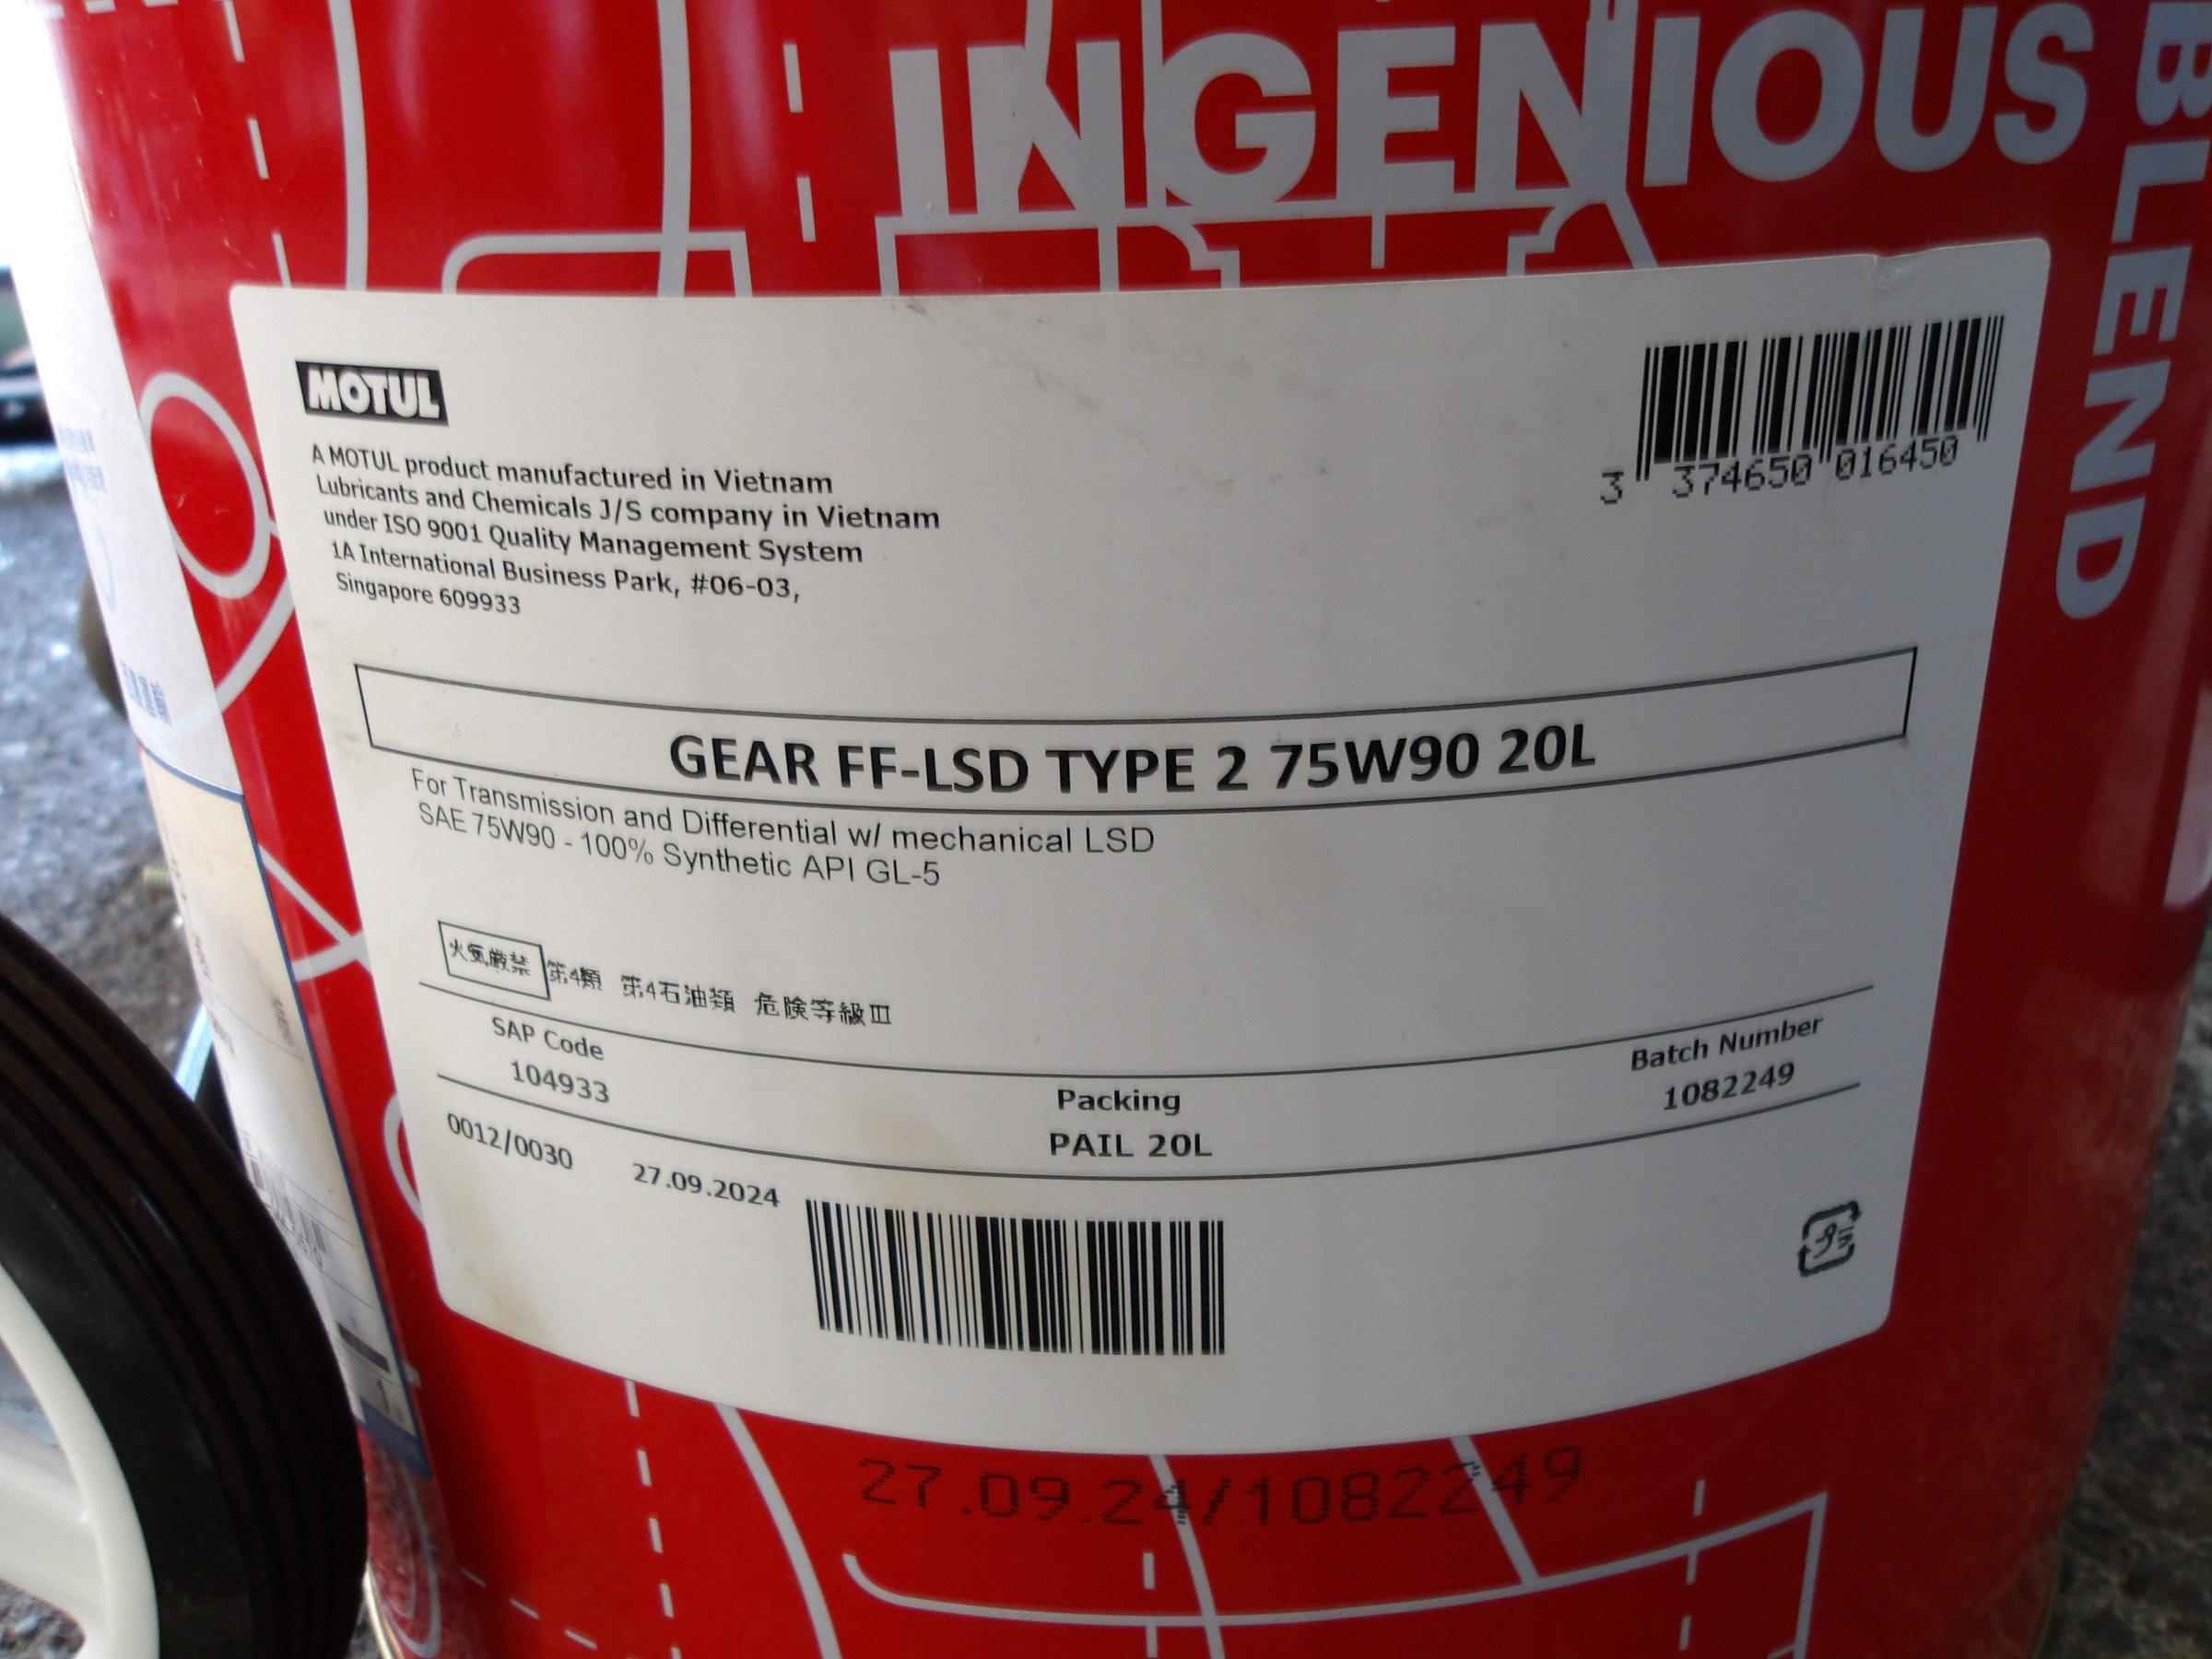 INGENIOUS
BLEND
MOTUL
3 374650 016450
A MOTUL product manufactured in Vietnam
Lubricants and Chemicals J/S company in Vietnam
under ISO 9001 Quality Management System
1A International Business Park, #06-03,
Singapore 609933
GEAR FF-LSD TYPE 2 75W90 20L
For Transmission and Differential w/ mechanical LSD
SAE 75W90 - 100% Synthetic API GL-5
火気厳禁 第4類 第4石油類 危険等級Ⅲ
SAP Code
104933
Packing
PAIL 20L
Batch Number
1082249
0012/0030 27.09.2024
プラ
27.09.24/1082249